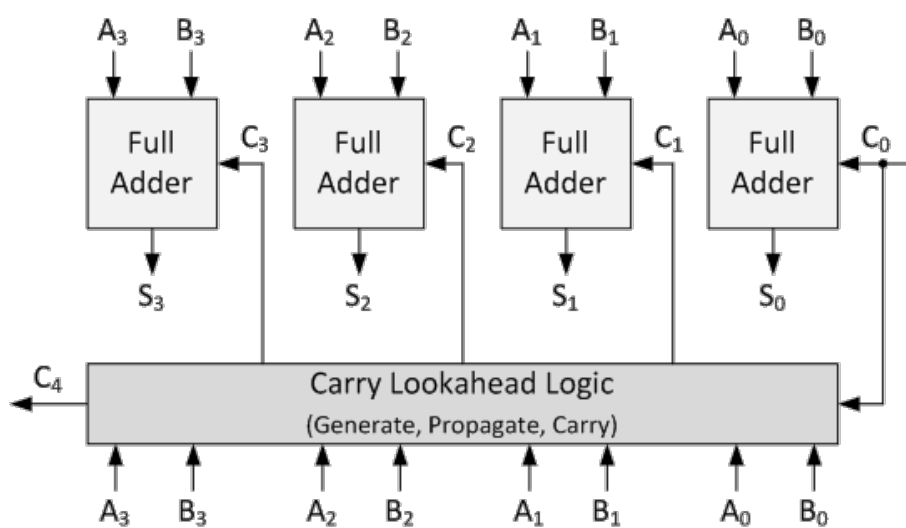 A₃ B₃ A₂ B₂ A₁ B₁ A₀ B₀
Full Adder C₃ Full Adder C₂ Full Adder C₁ Full Adder C₀
S₃ S₂ S₁ S₀
C₄
Carry Lookahead Logic
(Generate, Propagate, Carry)
A₃ B₃ A₂ B₂ A₁ B₁ A₀ B₀